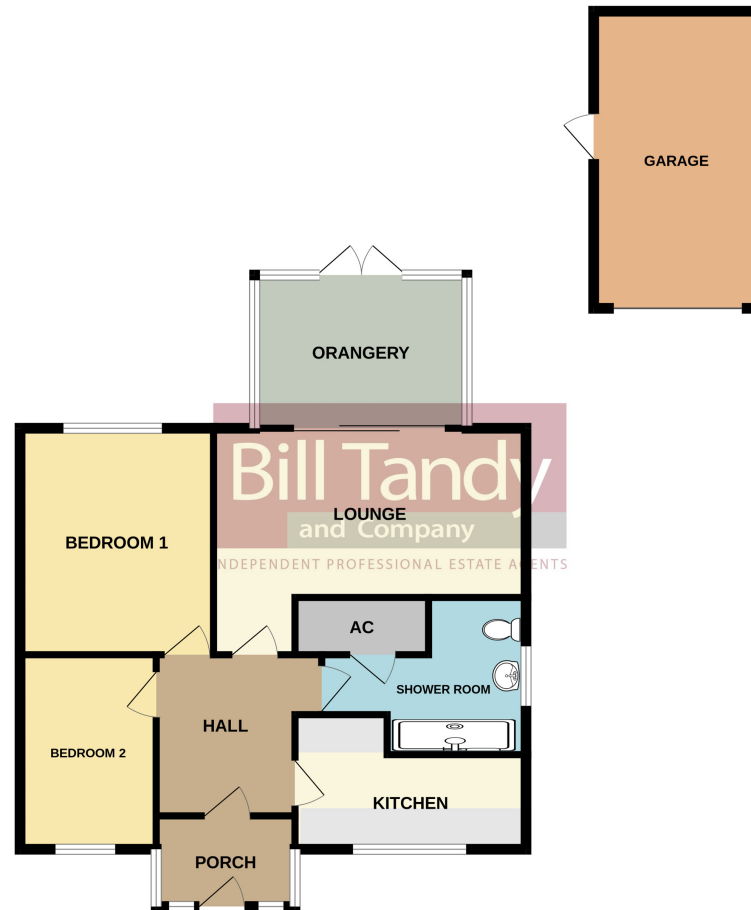 GARAGE
ORANGERY
Bill Tandy
LOUNGE
and Company
INDEPENDENT PROFESSIONAL ESTATE AGENTS
BEDROOM 1
AC
SHOWER ROOM
HALL
BEDROOM 2
KITCHEN
PORCH